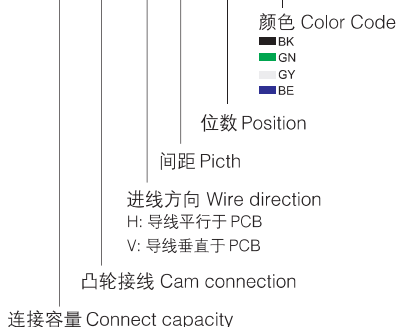 颜色 Color Code
BK
GN
GY
BE
位数 Position
间距 Picth
进线方向 Wire direction
H: 导线平行于 PCB
V: 导线垂直于 PCB
凸轮接线 Cam connection
连接容量 Connect capacity